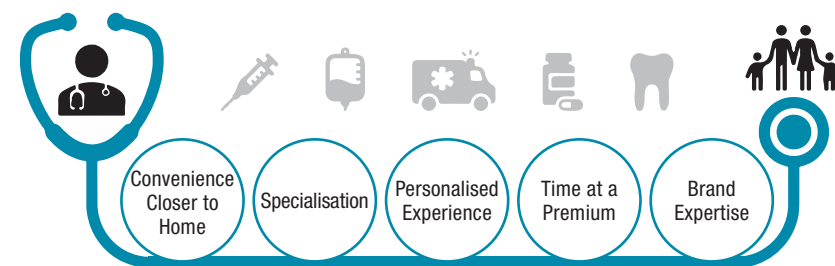 Convenience
Closer to
Home
Specialisation
Personalised
Experience
Time at a
Premium
Brand
Expertise